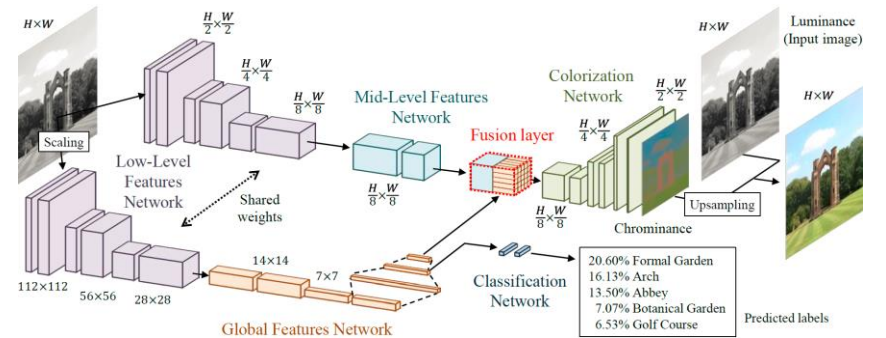 H×W
H/2 × W/2
H/4 × W/4
H/8 × W/8
Scaling
Low-Level
Features
Network
Shared
weights
112×112
56×56
28×28
14×14
7×7
Global Features Network
Mid-Level Features
Network
H/8 × W/8
Fusion layer
Colorization
Network
H/8 × W/8
H/4 × W/4
H/2 × W/2
Chrominance
Classification
Network
H×W
Luminance
(Input image)
H×W
Upsampling
20.60% Formal Garden
16.13% Arch
13.50% Abbey
7.07% Botanical Garden
6.53% Golf Course
Predicted labels